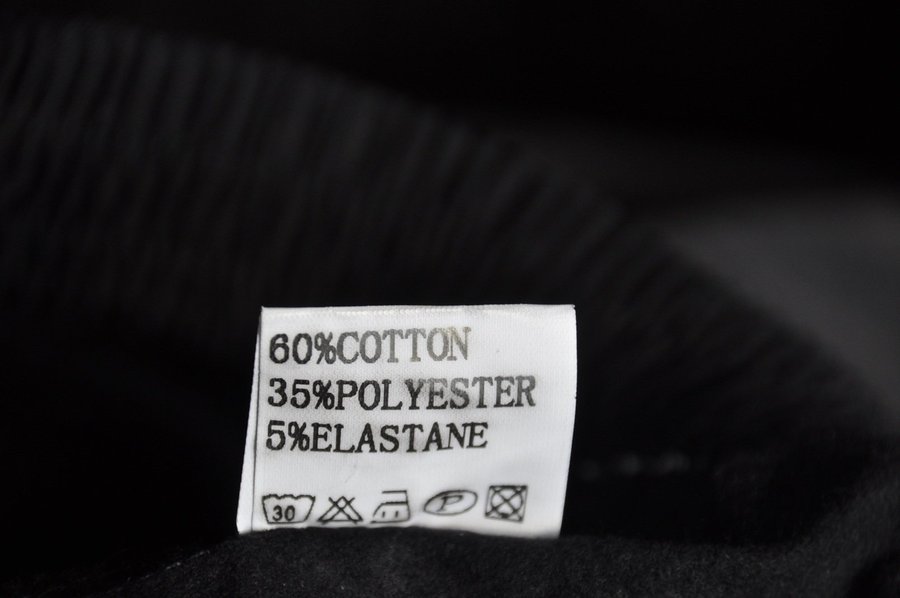 60%COTTON
35%POLYESTER
5%ELASTANE
30 P